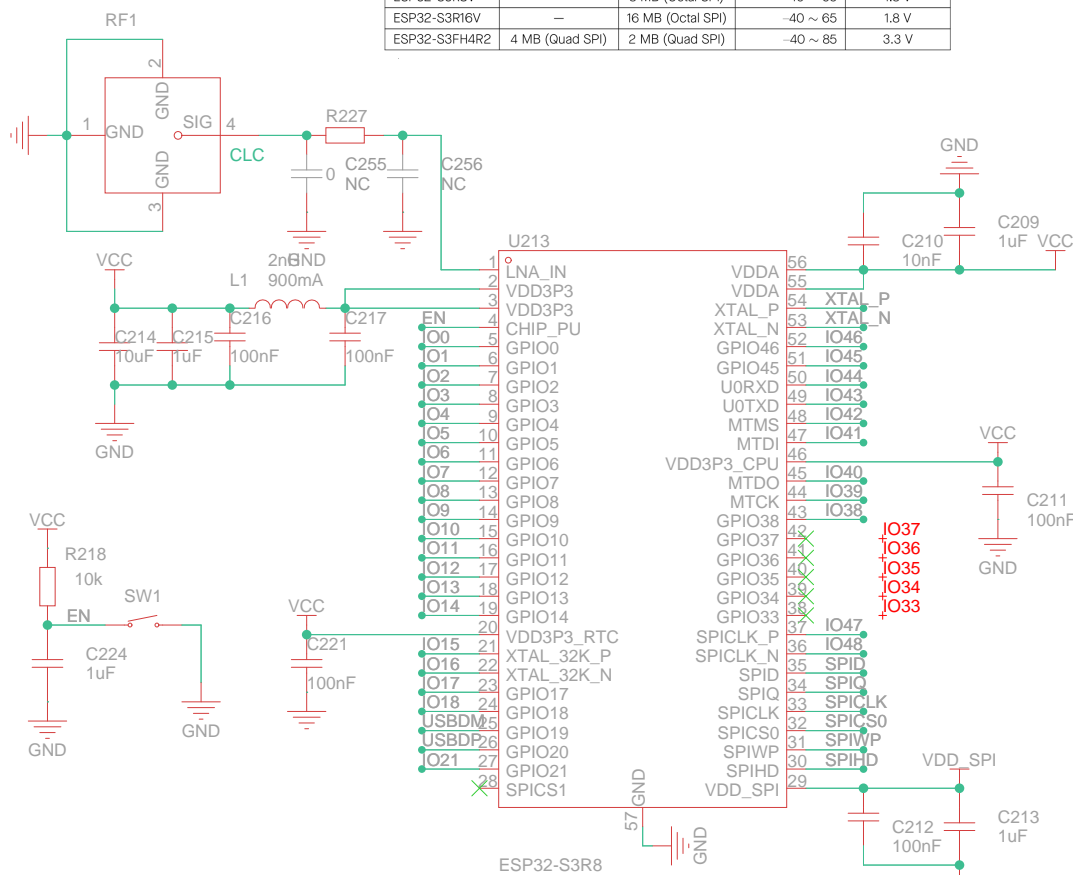 ESP32-S3R16V — 16 MB (Octal SPI) –40 ~ 65 1.8 V
ESP32-S3FH4R2 4 MB (Quad SPI) 2 MB (Quad SPI) –40 ~ 85 3.3 V
RF1
2
GND
1 GND
SIG 4
GND
3
CLC
R227
0
C255
NC
C256
NC
GND
VCC
L1
2nH
900mA
GND
C214
10uF
C215
1uF
C216
100nF
C217
100nF
GND
VCC
R218
10k
EN
SW1
C224
1uF
GND
GND
VCC
C221
100nF
U213
1 LNA_IN
2 VDD3P3
3 VDD3P3
EN 4 CHIP_PU
IO0 5 GPIO0
IO1 6 GPIO1
IO2 7 GPIO2
IO3 8 GPIO3
IO4 9 GPIO4
IO5 10 GPIO5
IO6 11 GPIO6
IO7 12 GPIO7
IO8 13 GPIO8
IO9 14 GPIO9
IO10 15 GPIO10
IO11 16 GPIO11
IO12 17 GPIO12
IO13 18 GPIO13
IO14 19 GPIO14
20 VDD3P3_RTC
IO15 21 XTAL_32K_P
IO16 22 XTAL_32K_N
IO17 23 GPIO17
IO18 24 GPIO18
USBDM 25 GPIO19
USBDP 26 GPIO20
IO21 27 GPIO21
28 SPICS1
VDDA 56
VDDA 55
XTAL_P 54 XTAL_P
XTAL_N 53 XTAL_N
GPIO46 52 IO46
GPIO45 51 IO45
U0RXD 50 IO44
U0TXD 49 IO43
MTMS 48 IO42
MTDI 47 IO41
VDD3P3_CPU 46
MTDO 45 IO40
MTCK 44 IO39
GPIO38 43 IO38
GPIO37 42 IO37
GPIO36 41 IO36
GPIO35 40 IO35
GPIO34 39 IO34
GPIO33 38 IO33
SPICLK_P 37 IO47
SPICLK_N 36 IO48
SPID 35 SPID
SPIQ 34 SPIQ
SPICLK 33 SPICLK
SPICS0 32 SPICS0
SPIWP 31 SPIWP
SPIHD 30 SPIHD
VDD_SPI 29
GND
57
GND
ESP32-S3R8
GND
C210
10nF
C209
1uF
VCC
VCC
C211
100nF
GND
VDD_SPI
C212
100nF
C213
1uF